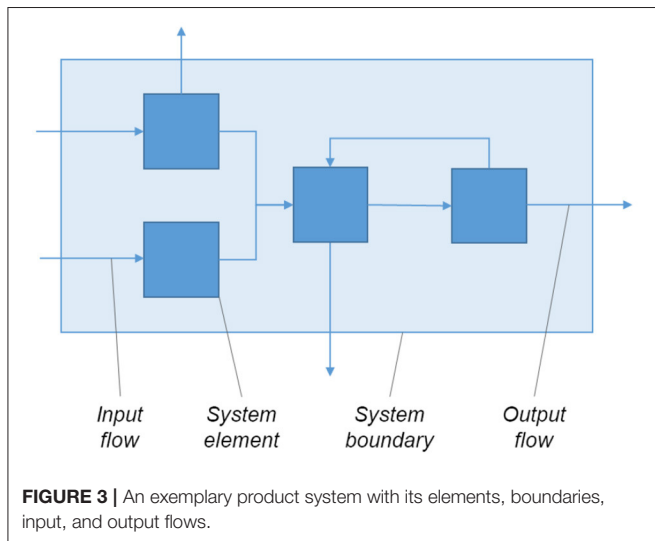 Input flow
System element
System boundary
Output flow
FIGURE 3 | An exemplary product system with its elements, boundaries,
input, and output flows.